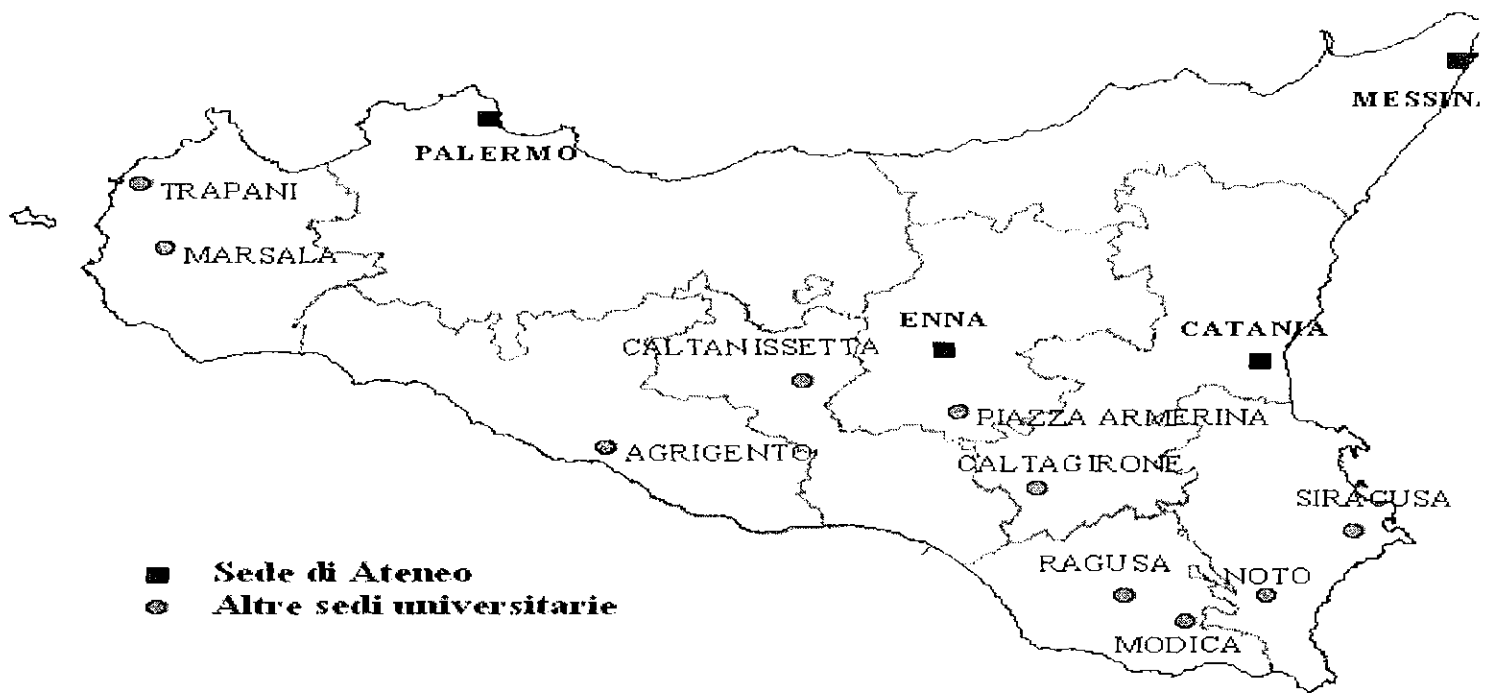 MESSINA
PALERMO
TRAPANI
MARSALA
ENNA
CATANIA
CALTANISSETTA
PIAZZA ARMERINA
AGRIGENTO
CALTAGIRONE
SIRACUSA
RAGUSA
NOTO
MODICA
Sede di Ateneo
Altre sedi universitarie